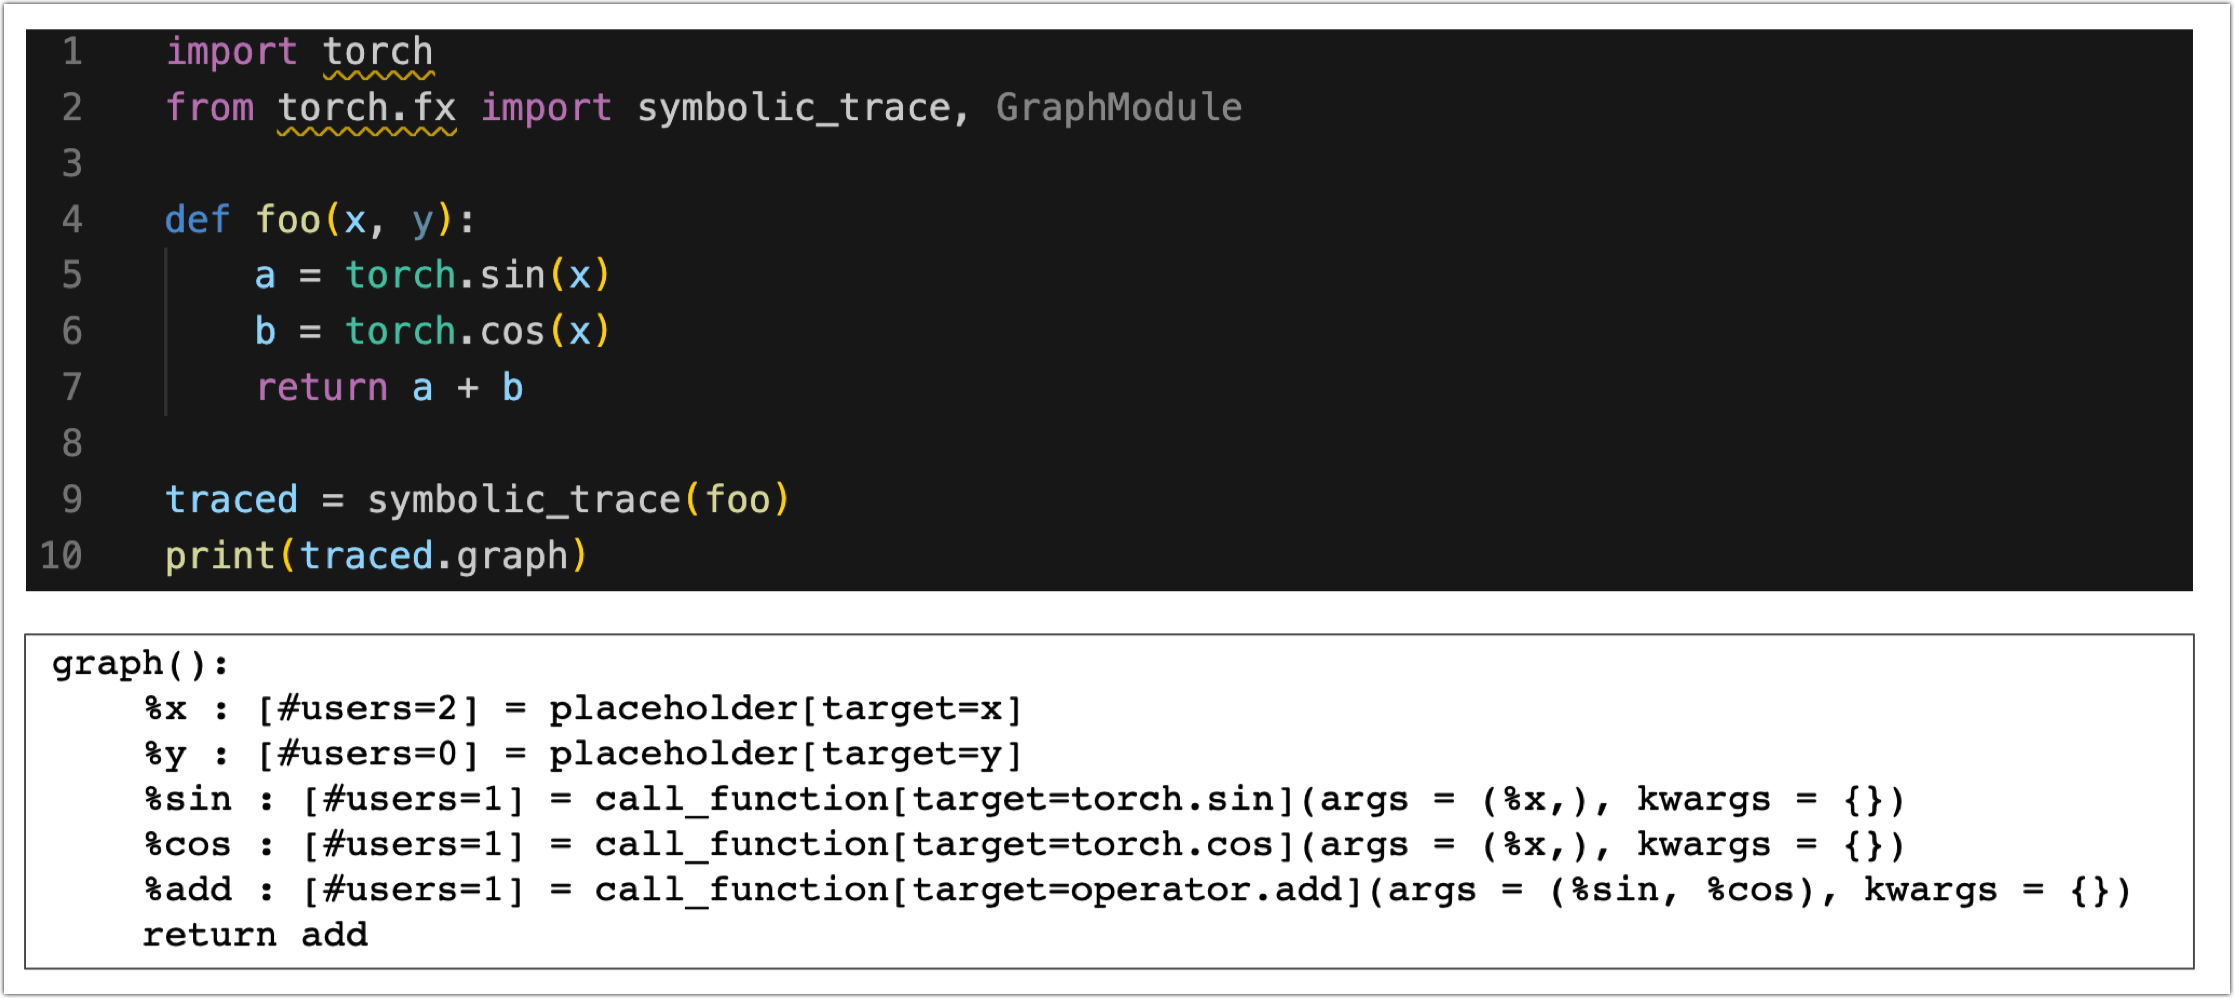 1 import torch
2 from torch.fx import symbolic_trace, GraphModule
3
4 def foo(x, y):
5     a = torch.sin(x)
6     b = torch.cos(x)
7     return a + b
8
9 traced = symbolic_trace(foo)
10 print(traced.graph)
graph():
    %x : [#users=2] = placeholder[target=x]
    %y : [#users=0] = placeholder[target=y]
    %sin : [#users=1] = call_function[target=torch.sin](args = (%x,), kwargs = {})
    %cos : [#users=1] = call_function[target=torch.cos](args = (%x,), kwargs = {})
    %add : [#users=1] = call_function[target=operator.add](args = (%sin, %cos), kwargs = {})
    return add